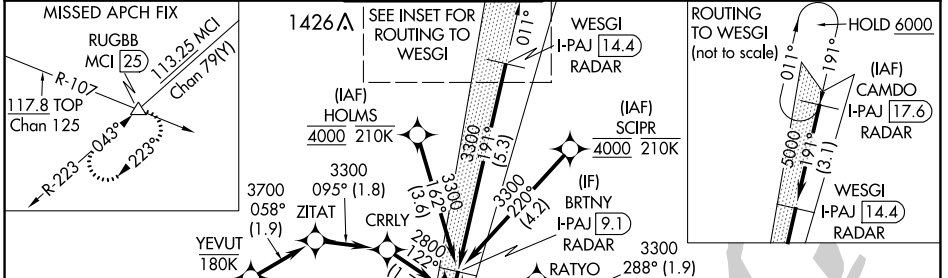 MISSED APCH FIX
RUGBB
MCI 25
113.25 MCI
Chan 79(Y)
R-107
117.8 TOP
Chan 125
043°
R-223
223°
1426
SEE INSET FOR
ROUTING TO
WESGI
011°
WESGI
I-PAJ 14.4
RADAR
(IAF)
HOLMS
4000 210K
(IAF)
SCIPR
4000 210K
3300
191°
(5.3)
3300
162°
(3.6)
3300
220°
(4.2)
(IF)
BRTNY
I-PAJ 9.1
RADAR
3700
058°
(1.9)
3300
095° (1.8)
ZITAT
CRRLY
YEVUT
180K
2800
122°
RATYO
3300
288° (1.9)
ROUTING
TO WESGI
(not to scale)
HOLD 6000
011°
191°
(IAF)
CAMDO
I-PAJ 17.6
RADAR
5000
191°
(3.1)
WESGI
I-PAJ 14.4
RADAR